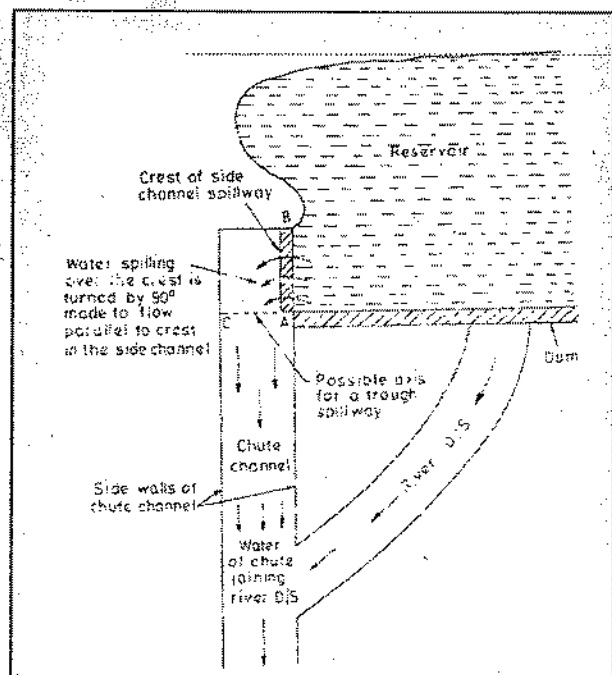 Reservoir
Crest of side
channel spillway
B
Water spilling
over the crest is
turned by 90°
made to flow
parallel to crest
in the side channel
C
A
Dam
Possible axis
for a trough
spillway
River D/S
Chute
channel
Side walls of
chute channel
Water
of chute
joining
river D/S